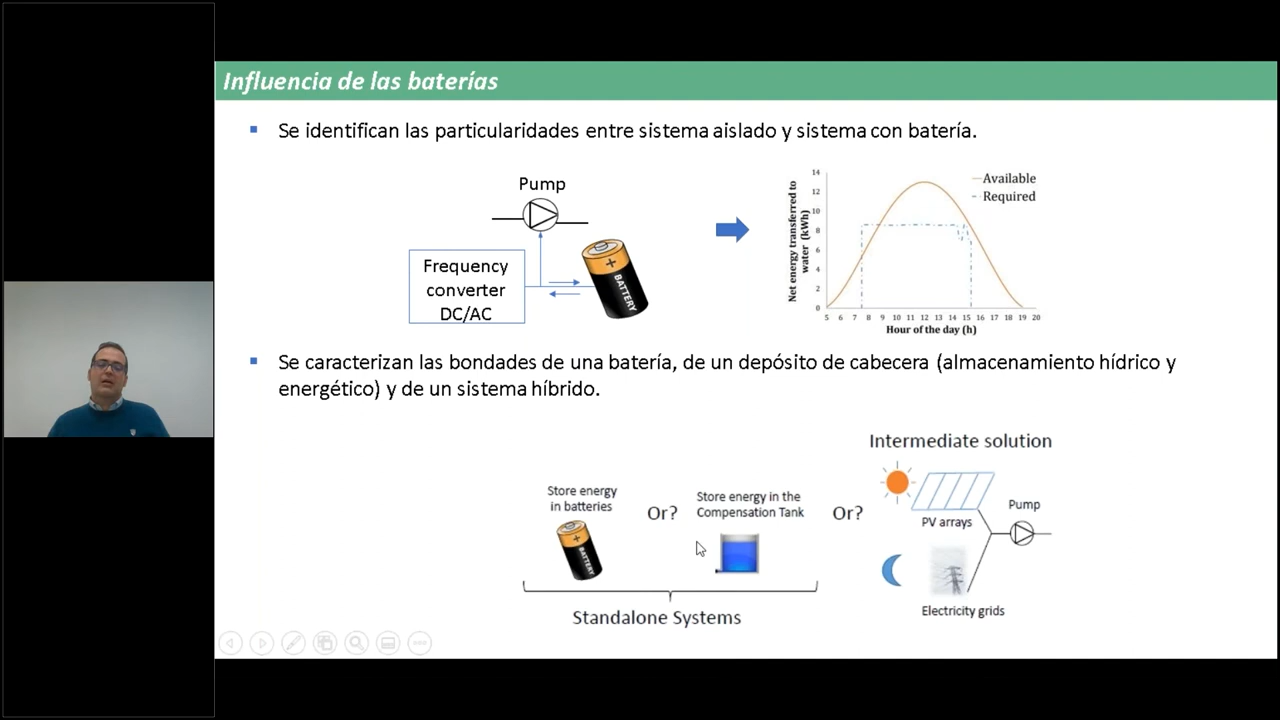 Influencia de las baterías
Se identifican las particularidades entre sistema aislado y sistema con batería.
Pump
Frequency
converter
DC/AC
BATTERY
Net energy transferred to
water (kWh)
14
12
10
8
6
4
2
0
Available
Required
5 6 7 8 9 10 11 12 13 14 15 16 17 18 19 20
Hour of the day (h)
Se caracterizan las bondades de una batería, de un depósito de cabecera (almacenamiento hídrico y
energético) y de un sistema híbrido.
Store energy
in batteries
BATTERY
Or?
Store energy in the
Compensation Tank
Or?
Standalone Systems
Intermediate solution
PV arrays
Pump
Electricity grids